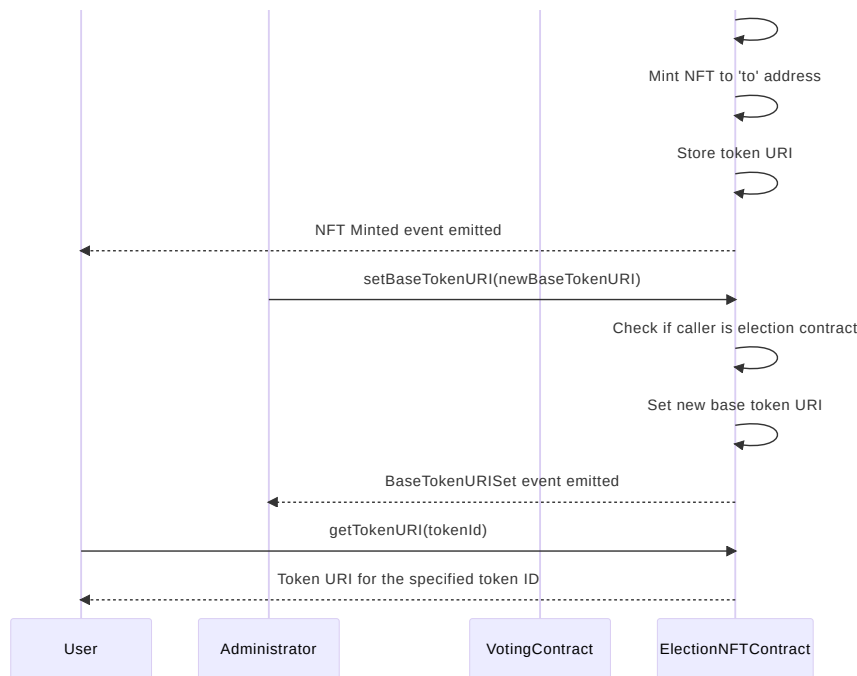 Mint NFT to 'to' address
Store token URI
NFT Minted event emitted
setBaseTokenURI(newBaseTokenURI)
Check if caller is election contract
Set new base token URI
BaseTokenURISet event emitted
getTokenURI(tokenId)
Token URI for the specified token ID
User
Administrator
VotingContract
ElectionNFTContract